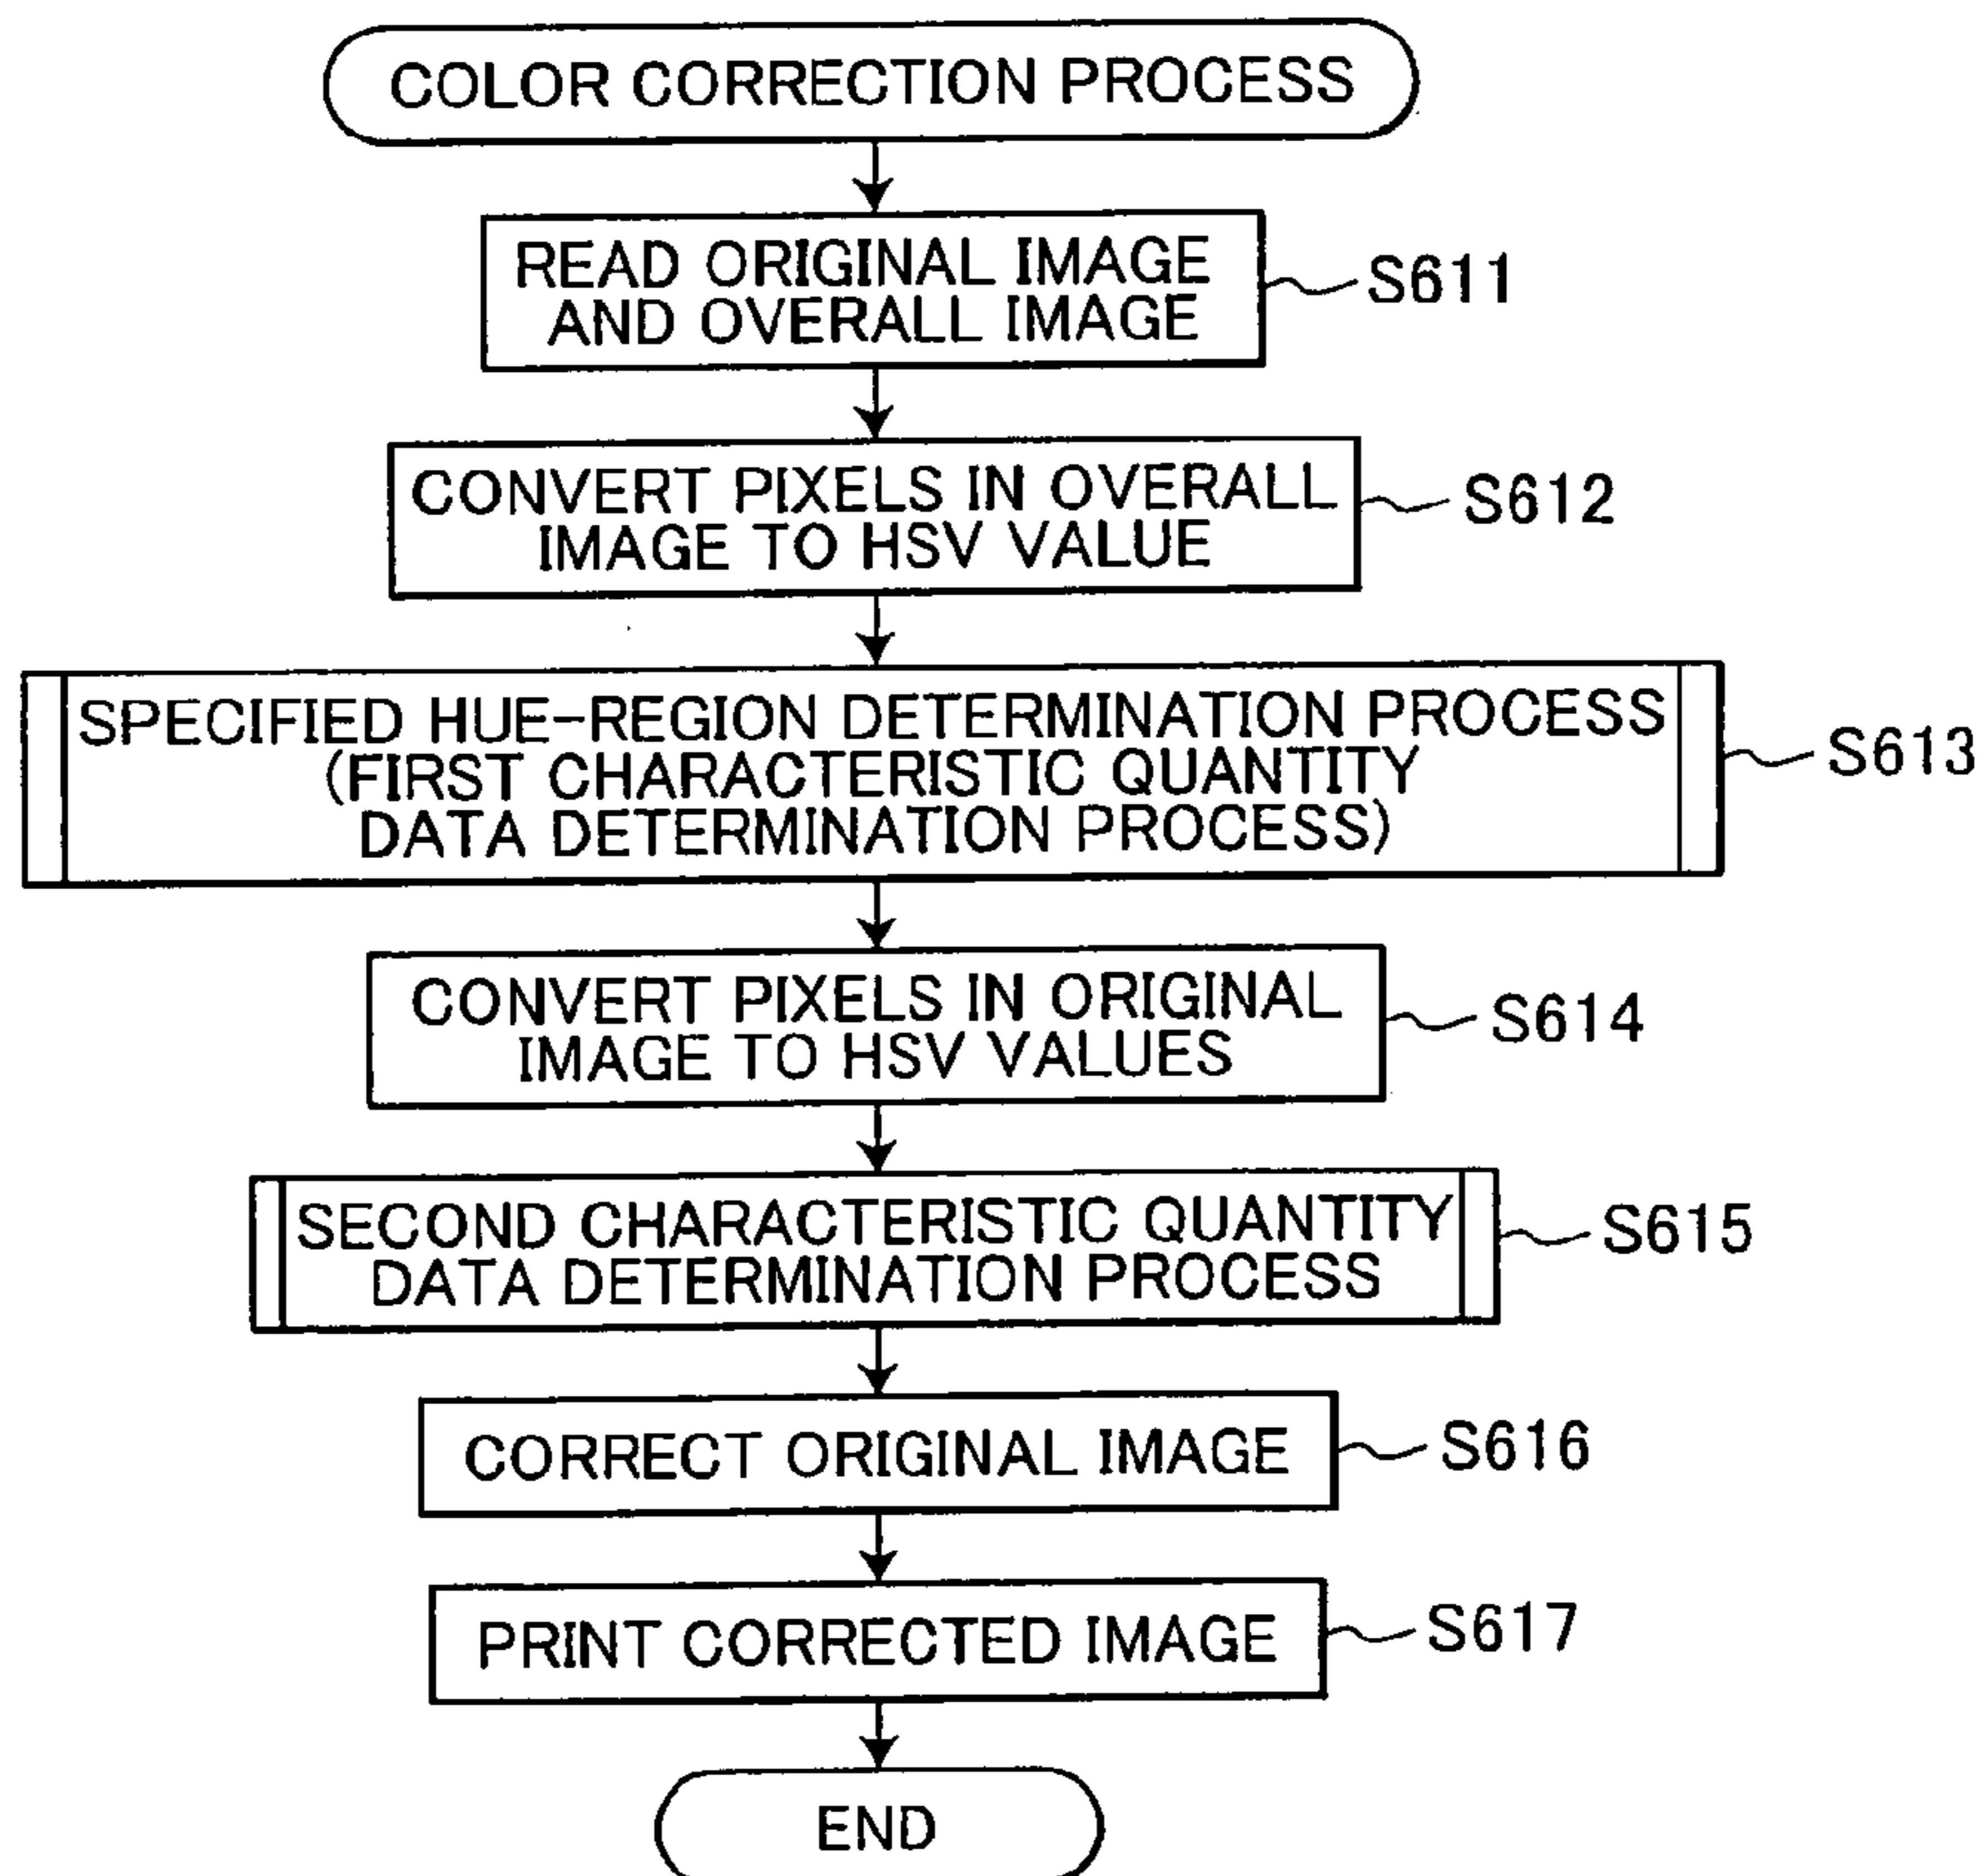 COLOR CORRECTION PROCESS
READ ORIGINAL IMAGE
AND OVERALL IMAGE
S611
CONVERT PIXELS IN OVERALL
IMAGE TO HSV VALUE
S612
SPECIFIED HUE-REGION DETERMINATION PROCESS
(FIRST CHARACTERISTIC QUANTITY
DATA DETERMINATION PROCESS)
S613
CONVERT PIXELS IN ORIGINAL
IMAGE TO HSV VALUES
S614
SECOND CHARACTERISTIC QUANTITY
DATA DETERMINATION PROCESS
S615
CORRECT ORIGINAL IMAGE
S616
PRINT CORRECTED IMAGE
S617
END